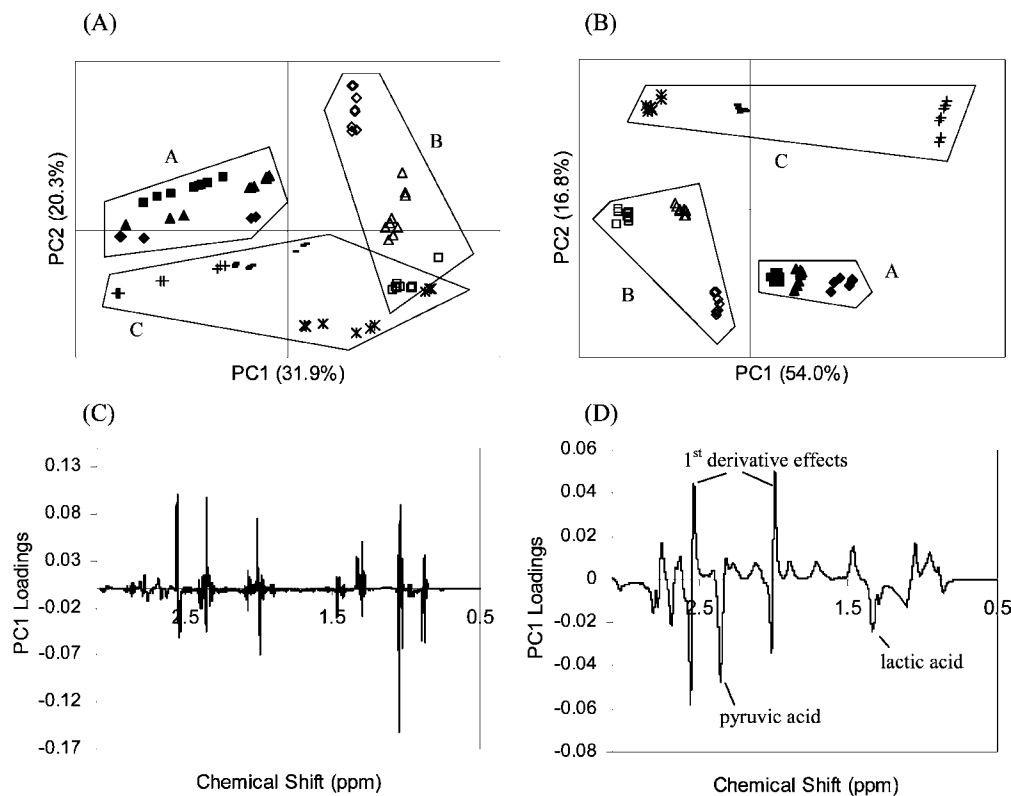 (A)
A
B
C
PC2 (20.3%)
PC1 (31.9%)
(B)
C
B
A
PC2 (16.8%)
PC1 (54.0%)
(C)
0.13
0.08
0.03
-0.02
-0.07
-0.12
-0.17
2.5
1.5
0.5
PC1 Loadings
Chemical Shift (ppm)
(D)
0.06
0.04
0.02
0
-0.02
-0.04
-0.06
-0.08
2.5
1.5
0.5
1st derivative effects
lactic acid
pyruvic acid
PC1 Loadings
Chemical Shift (ppm)